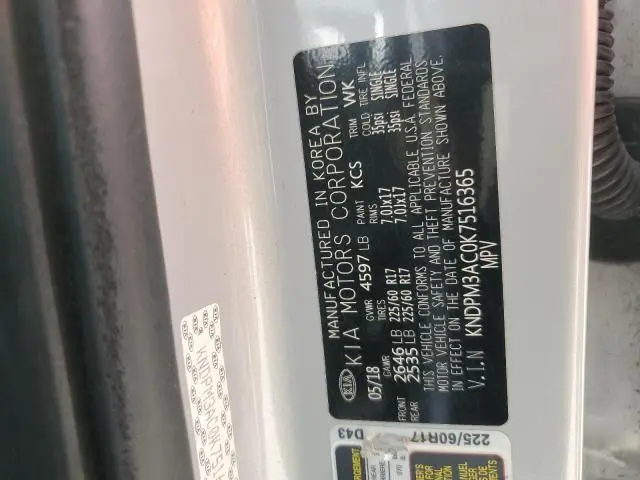 MANUFACTURED IN KOREA BY
KIA KIA MOTORS CORPORATION
05/18 GVWR 4597 LB PAINT KCS TRIM WK
GAWR TIRES RIMS COLD TIRE INFL
FRONT 2646 LB 225/60 R17 7.0Jx17 35psi SINGLE
REAR 2535 LB 225/60 R17 7.0Jx17 35psi SINGLE
THIS VEHICLE CONFORMS TO ALL APPLICABLE U.S.A. FEDERAL
MOTOR VEHICLE SAFETY AND THEFT PREVENTION STANDARDS
IN EFFECT ON THE DATE OF MANUFACTURE SHOWN ABOVE.
V.I.N KNDPM3AC0K7516365
MPV
225/60R17
D43
REAR